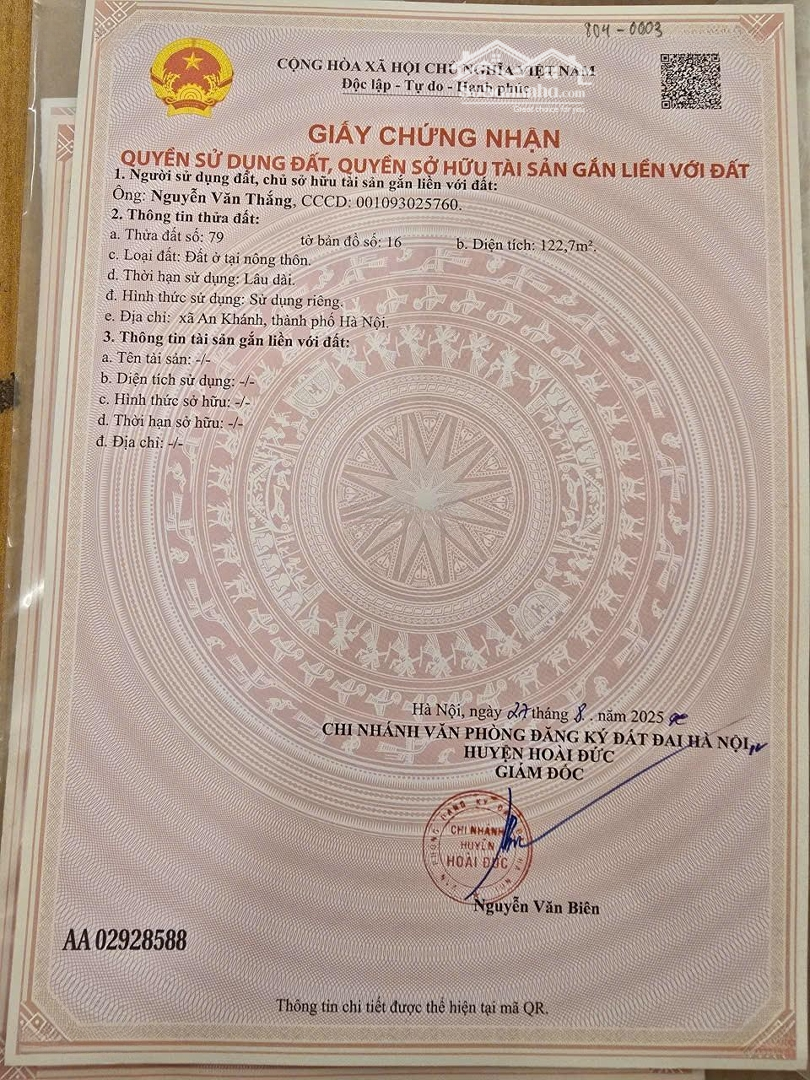 804-0003
CỘNG HÒA XÃ HỘI CHỦ NGHĨA VIỆT NAM
Độc lập - Tự do - Hạnh phúc
nha.com
Great choice for you
GIẤY CHỨNG NHẬN
QUYỀN SỬ DỤNG ĐẤT, QUYỀN SỞ HỮU TÀI SẢN GẮN LIỀN VỚI ĐẤT
1. Người sử dụng đất, chủ sở hữu tài sản gắn liền với đất:
Ông: Nguyễn Văn Thắng, CCCD: 001093025760.
2. Thông tin thửa đất:
a. Thửa đất số: 79 tờ bản đồ số: 16 b. Diện tích: 122,7m².
c. Loại đất: Đất ở tại nông thôn.
d. Thời hạn sử dụng: Lâu dài.
đ. Hình thức sử dụng: Sử dụng riêng.
e. Địa chỉ: xã An Khánh, thành phố Hà Nội.
3. Thông tin tài sản gắn liền với đất:
a. Tên tài sản: -/-
b. Diện tích sử dụng: -/-
c. Hình thức sở hữu: -/-
d. Thời hạn sở hữu: -/-
đ. Địa chỉ: -/-
Hà Nội, ngày 27 tháng 8. năm 2025
CHI NHÁNH VĂN PHÒNG ĐĂNG KÝ ĐẤT ĐAI HÀ NỘI,
HUYỆN HOÀI ĐỨC
GIÁM ĐỐC
CHI NHÁNH
HUYỆN
HOÀI ĐỨC
Nguyễn Văn Biên
AA 02928588
Thông tin chi tiết được thể hiện tại mã QR.